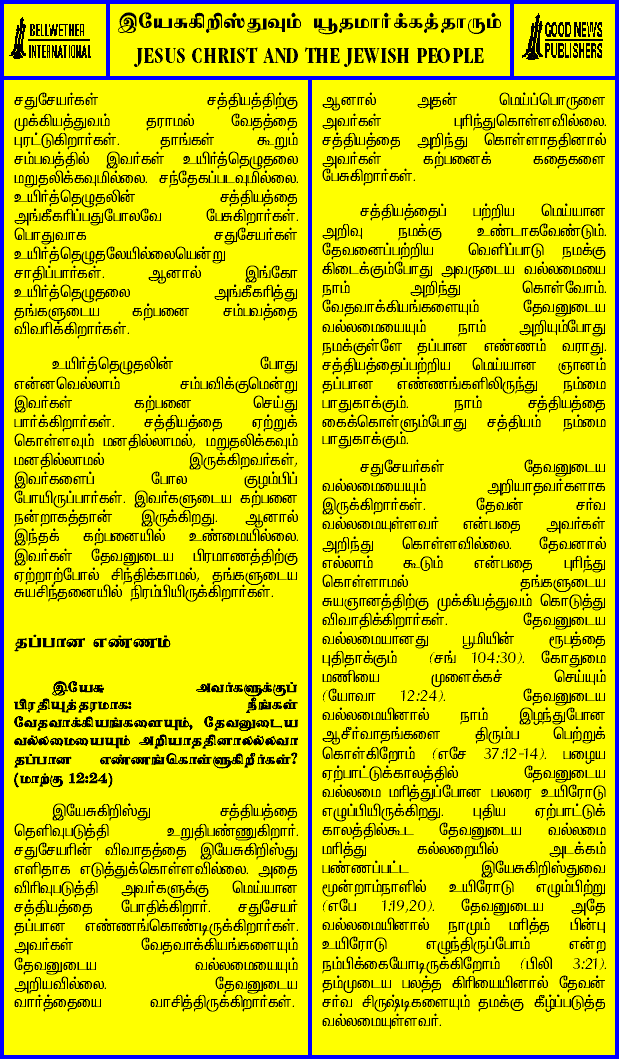 BELLWETHER
INTERNATIONAL
இயேசுகிறிஸ்துவும் யூதமார்க்கத்தாரும்
JESUS CHRIST AND THE JEWISH PEOPLE
GOOD NEWS
PUBLISHERS
சதுசேயர்கள் சத்தியத்திற்கு
முக்கியத்துவம் தராமல் வேதத்தை
புரட்டுகிறார்கள். தாங்கள் கூறும்
சம்பவத்தில் இவர்கள் உயிர்த்தெழுதலை
மறுதலிக்கவுமில்லை. சந்தேகப்படவுமில்லை.
உயிர்த்தெழுதலின் சத்தியத்தை
அங்கீகரிப்பதுபோலவே பேசுகிறார்கள்.
பொதுவாக சதுசேயர்கள்
உயிர்த்தெழுதலேயில்லையென்று
சாதிப்பார்கள். ஆனால் இங்கோ
உயிர்த்தெழுதலை அங்கீகரித்து
தங்களுடைய கற்பனை சம்பவத்தை
விவரிக்கிறார்கள்.
உயிர்த்தெழுதலின் போது
என்னவெல்லாம் சம்பவிக்குமென்று
இவர்கள் கற்பனை செய்து
பார்க்கிறார்கள். சத்தியத்தை ஏற்றுக்
கொள்ளவும் மனதில்லாமல், மறுதலிக்கவும்
மனதில்லாமல் இருக்கிறவர்கள்,
இவர்களைப் போல குழம்பிப்
போயிருப்பார்கள். இவர்களுடைய கற்பனை
நன்றாகத்தான் இருக்கிறது. ஆனால்
இந்தக் கற்பனையில் உண்மையில்லை.
இவர்கள் தேவனுடைய பிரமாணத்திற்கு
ஏற்றாற்போல் சிந்திக்காமல், தங்களுடைய
சுயசிந்தனையில் நிரம்பியிருக்கிறார்கள்.
தப்பான எண்ணம்
இயேசு அவர்களுக்குப்
பிரதியுத்தரமாக: நீங்கள்
வேதவாக்கியங்களையும், தேவனுடைய
வல்லமையையும் அறியாததினாலல்லவா
தப்பான எண்ணங்கொள்ளுகிறீர்கள்?
(மாற்கு 12:24)
இயேசுகிறிஸ்து சத்தியத்தை
தெளிவுபடுத்தி உறுதிபண்ணுகிறார்.
சதுசேயரின் விவாதத்தை இயேசுகிறிஸ்து
எளிதாக எடுத்துக்கொள்ளவில்லை. அதை
விரிவுபடுத்தி அவர்களுக்கு மெய்யான
சத்தியத்தை போதிக்கிறார். சதுசேயர்
தப்பான எண்ணங்கொண்டிருக்கிறார்கள்.
அவர்கள் வேதவாக்கியங்களையும்
தேவனுடைய வல்லமையையும்
அறியவில்லை. தேவனுடைய
வார்த்தையை வாசித்திருக்கிறார்கள்.
ஆனால் அதன் மெய்ப்பொருளை
அவர்கள் புரிந்துகொள்ளவில்லை.
சத்தியத்தை அறிந்து கொள்ளாததினால்
அவர்கள் கற்பனைக் கதைகளை
பேசுகிறார்கள்.
சத்தியத்தைப் பற்றிய மெய்யான
அறிவு நமக்கு உண்டாகவேண்டும்.
தேவனைப்பற்றிய வெளிப்பாடு நமக்கு
கிடைக்கும்போது அவருடைய வல்லமையை
நாம் அறிந்து கொள்வோம்.
வேதவாக்கியங்களையும் தேவனுடைய
வல்லமையையும் நாம் அறியும்போது
நமக்குள்ளே தப்பான எண்ணம் வராது.
சத்தியத்தைப்பற்றிய மெய்யான ஞானம்
தப்பான எண்ணங்களிலிருந்து நம்மை
பாதுகாக்கும். நாம் சத்தியத்தை
கைக்கொள்ளும்போது சத்தியம் நம்மை
பாதுகாக்கும்.
சதுசேயர்கள் தேவனுடைய
வல்லமையையும் அறியாதவர்களாக
இருக்கிறார்கள். தேவன் சர்வ
வல்லமையுள்ளவர் என்பதை அவர்கள்
அறிந்து கொள்ளவில்லை. தேவனால்
எல்லாம் கூடும் என்பதை புரிந்து
கொள்ளாமல் தங்களுடைய
சுயஞானத்திற்கு முக்கியத்துவம் கொடுத்து
விவாதிக்கிறார்கள். தேவனுடைய
வல்லமையானது பூமியின் ரூபத்தை
புதிதாக்கும் (சங் 104:30). கோதுமை
மணியை முளைக்கச் செய்யும்
(யோவா 12:24). தேவனுடைய
வல்லமையினால் நாம் இழந்துபோன
ஆசீர்வாதங்களை திரும்ப பெற்றுக்
கொள்கிறோம் (எசே 37:12-14). பழைய
ஏற்பாட்டுக்காலத்தில் தேவனுடைய
வல்லமை மரித்துப்போன பலரை உயிரோடு
எழுப்பியிருக்கிறது. புதிய ஏற்பாட்டுக்
காலத்தில்கூட தேவனுடைய வல்லமை
மரித்து கல்லறையில் அடக்கம்
பண்ணப்பட்ட இயேசுகிறிஸ்துவை
மூன்றாம்நாளில் உயிரோடு எழும்பிற்று
(எபே 1:19,20). தேவனுடைய அதே
வல்லமையினால் நாமும் மரித்த பின்பு
உயிரோடு எழுந்திருப்போம் என்ற
நம்பிக்கையோடிருக்கிறோம் (பிலி 3:21).
தம்முடைய பலத்த கிரியையினால் தேவன்
சர்வ சிருஷ்டிகளையும் தமக்கு கீழ்ப்படுத்த
வல்லமையுள்ளவர்.